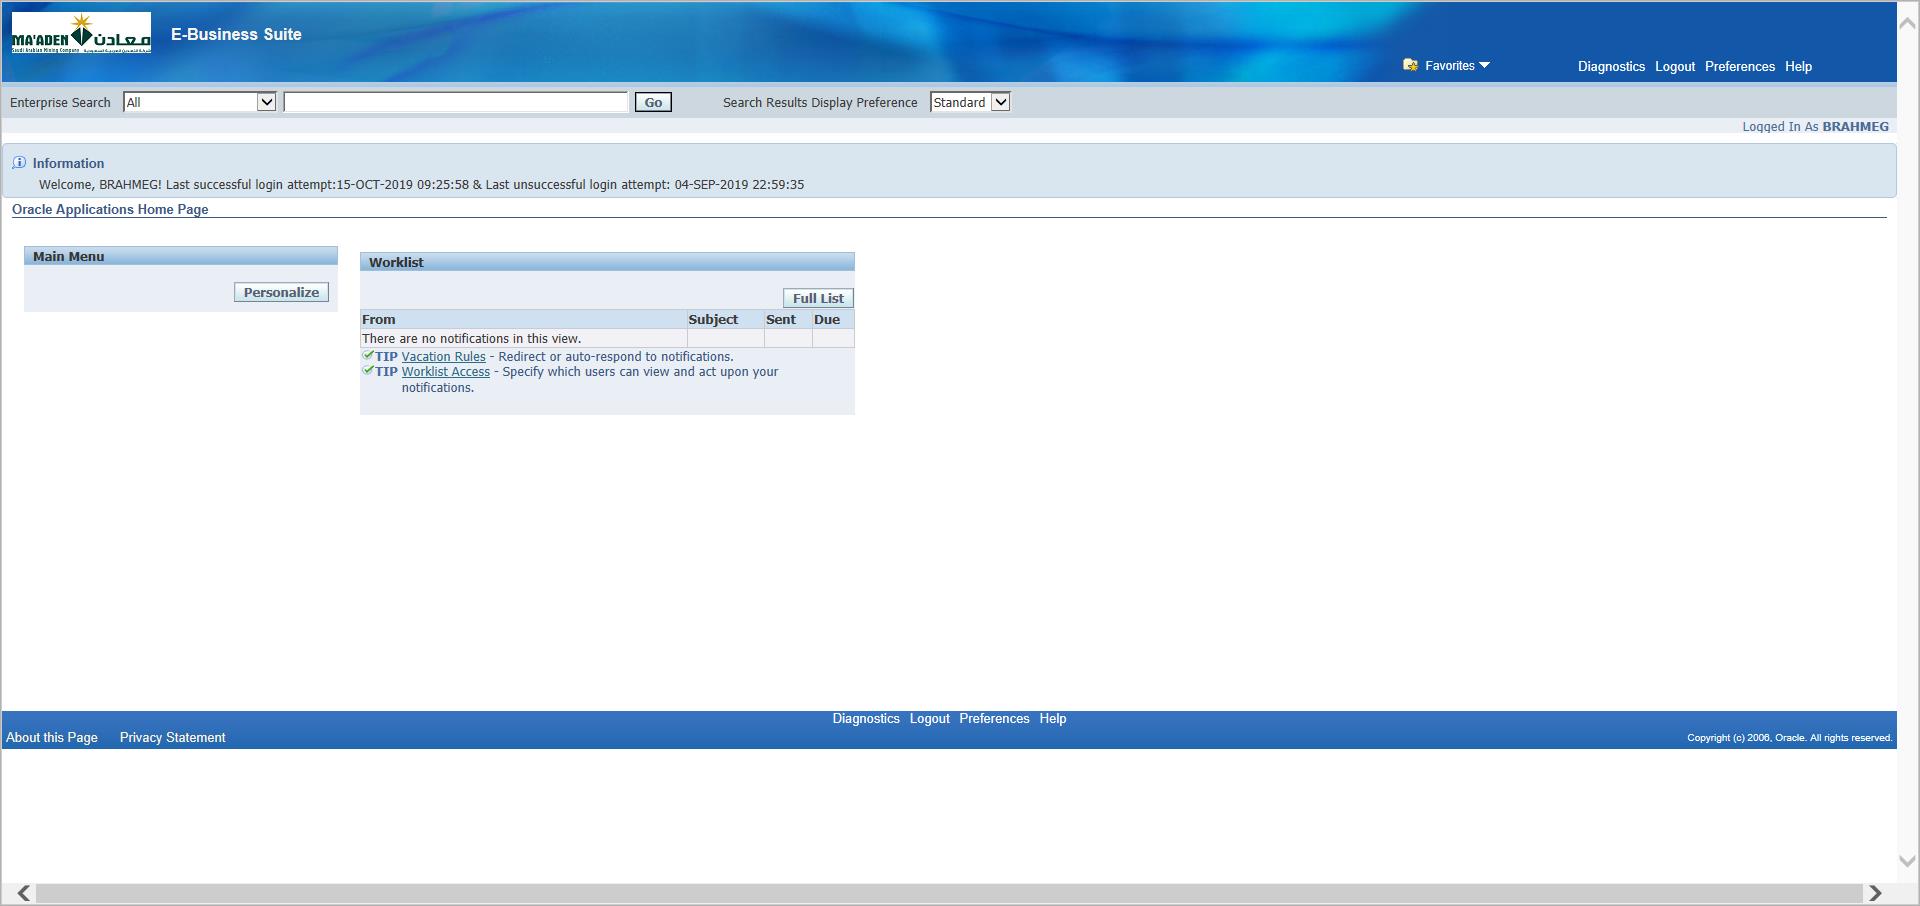 MA'ADEN معادن
E-Business Suite
Favorites
Diagnostics Logout Preferences Help
Enterprise Search All Go Search Results Display Preference Standard
Logged In As BRAHMEG
Information
Welcome, BRAHMEG! Last successful login attempt:15-OCT-2019 09:25:58 & Last unsuccessful login attempt: 04-SEP-2019 22:59:35
Oracle Applications Home Page
Main Menu
Personalize
Worklist
Full List
From Subject Sent Due
There are no notifications in this view.
TIP Vacation Rules - Redirect or auto-respond to notifications.
TIP Worklist Access - Specify which users can view and act upon your
notifications.
Diagnostics Logout Preferences Help
About this Page Privacy Statement
Copyright (c) 2006, Oracle. All rights reserved.